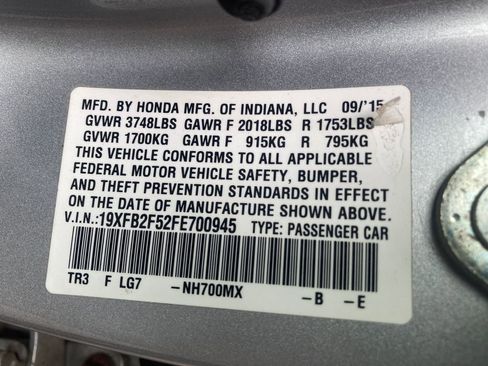 MFD. BY HONDA MFG. OF INDIANA, LLC 09/'15
GVWR 3748LBS GAWR F 2018LBS R 1753LBS
GVWR 1700KG GAWR F 915KG R 795KG
THIS VEHICLE CONFORMS TO ALL APPLICABLE
FEDERAL MOTOR VEHICLE SAFETY, BUMPER,
AND THEFT PREVENTION STANDARDS IN EFFECT
ON THE DATE OF MANUFACTURE SHOWN ABOVE.
V.I.N.:19XFB2F52FE700945 TYPE: PASSENGER CAR
TR3 F LG7 -NH700MX -B -E